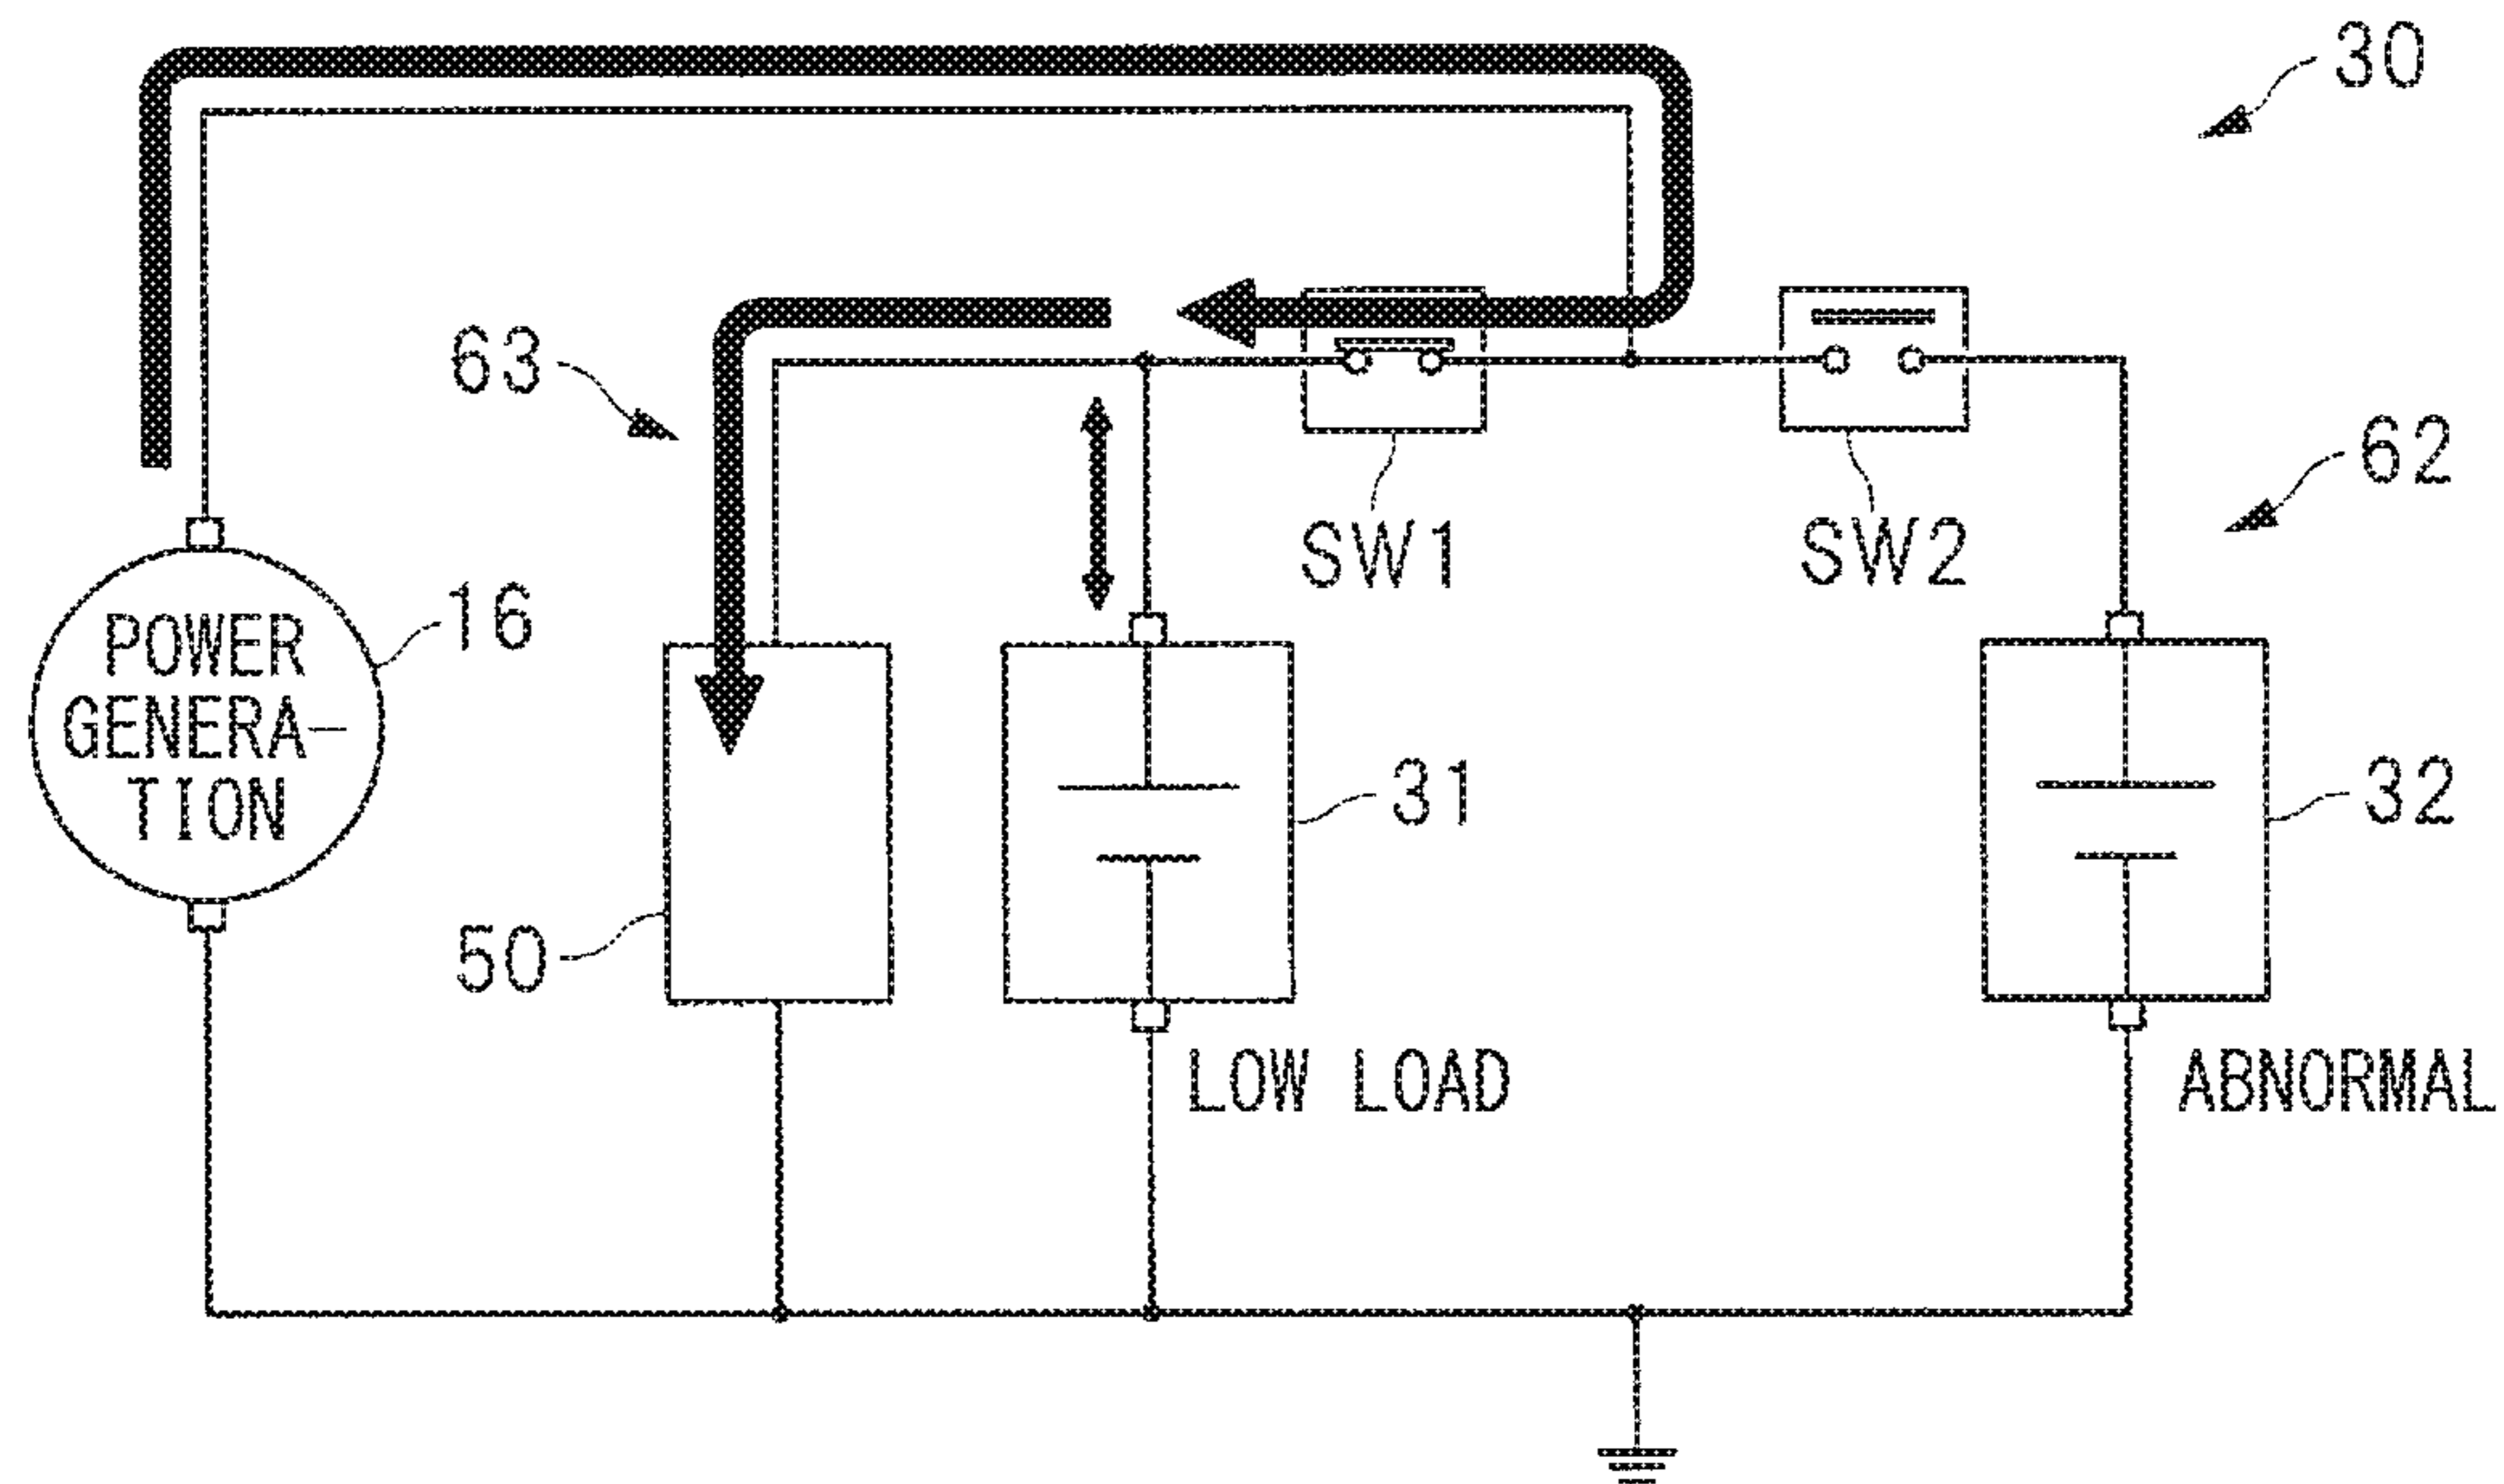 30
63
62
SW1
SW2
16
POWER
GENERA-
TION
31
32
50
LOW LOAD
ABNORMAL